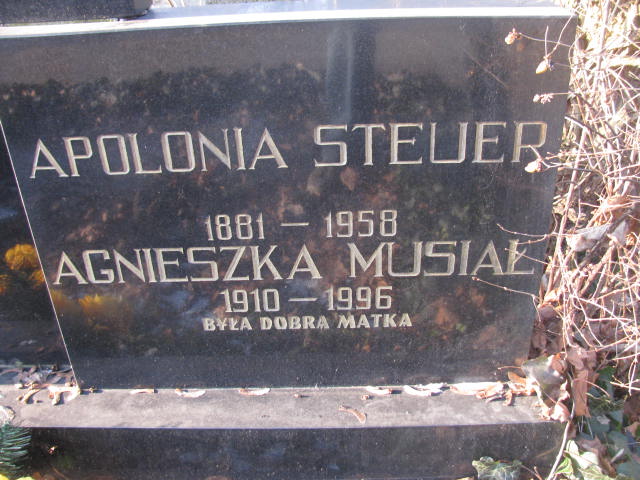 APOLONIA STEUER
1881 – 1958
AGNIESZKA MUSIAŁ
1910 – 1996
BYŁA DOBRA MATKA